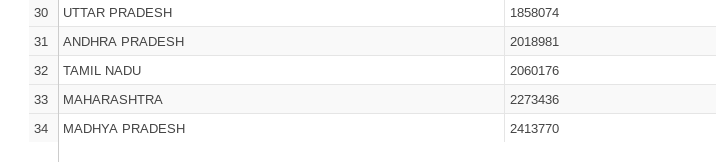 30 UTTAR PRADESH 1858074
31 ANDHRA PRADESH 2018981
32 TAMIL NADU 2060176
33 MAHARASHTRA 2273436
34 MADHYA PRADESH 2413770